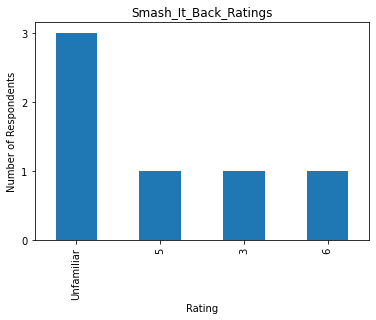 Smash_It_Back_Ratings
Number of Respondents
3
2
1
0
Unfamiliar
5
3
6
Rating